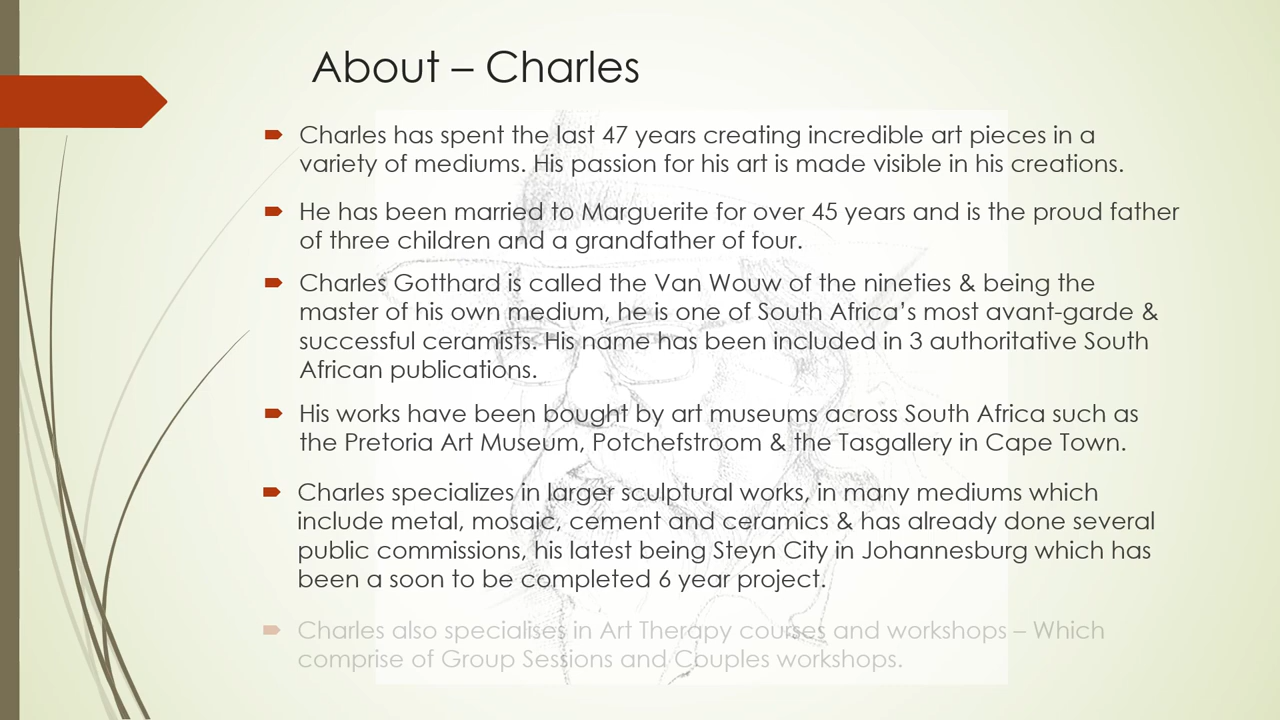 About – Charles
Charles has spent the last 47 years creating incredible art pieces in a
variety of mediums. His passion for his art is made visible in his creations.
He has been married to Marguerite for over 45 years and is the proud father
of three children and a grandfather of four.
Charles Gotthard is called the Van Wouw of the nineties & being the
master of his own medium, he is one of South Africa’s most avant-garde &
successful ceramists. His name has been included in 3 authoritative South
African publications.
His works have been bought by art museums across South Africa such as
the Pretoria Art Museum, Potchefstroom & the Tasgallery in Cape Town.
Charles specializes in larger sculptural works, in many mediums which
include metal, mosaic, cement and ceramics & has already done several
public commissions, his latest being Steyn City in Johannesburg which has
been a soon to be completed 6 year project.
Charles also specialises in Art Therapy courses and workshops – Which
comprise of Group Sessions and Couples workshops.